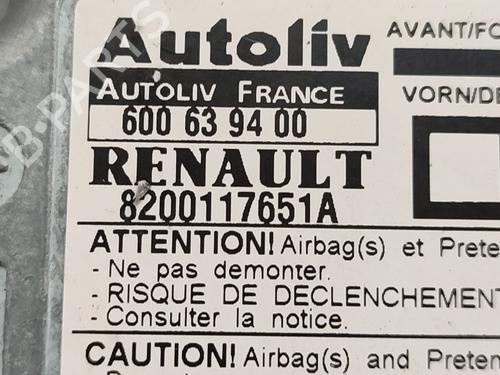 Autoliv
AVANT/FO
AUTOLIV FRANCE
VORN/DE
600 63 94 00
RENAULT
8200117651A
ATTENTION! Airbag(s) et Prete
- Ne pas demonter.
- RISQUE DE DECLENCHEMENT
- Consulter la notice.
CAUTION! Airbag(s) and Preten
B-PARTS